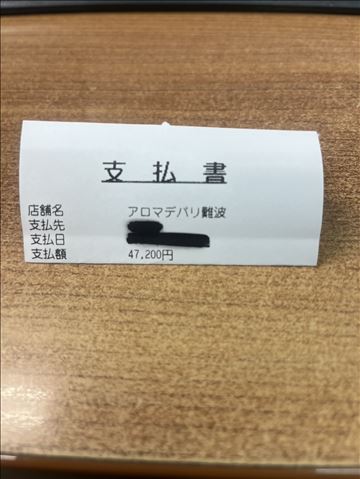 支払書
店舗名 アロマデバリ難波
支払先
支払日
支払額 47,200円